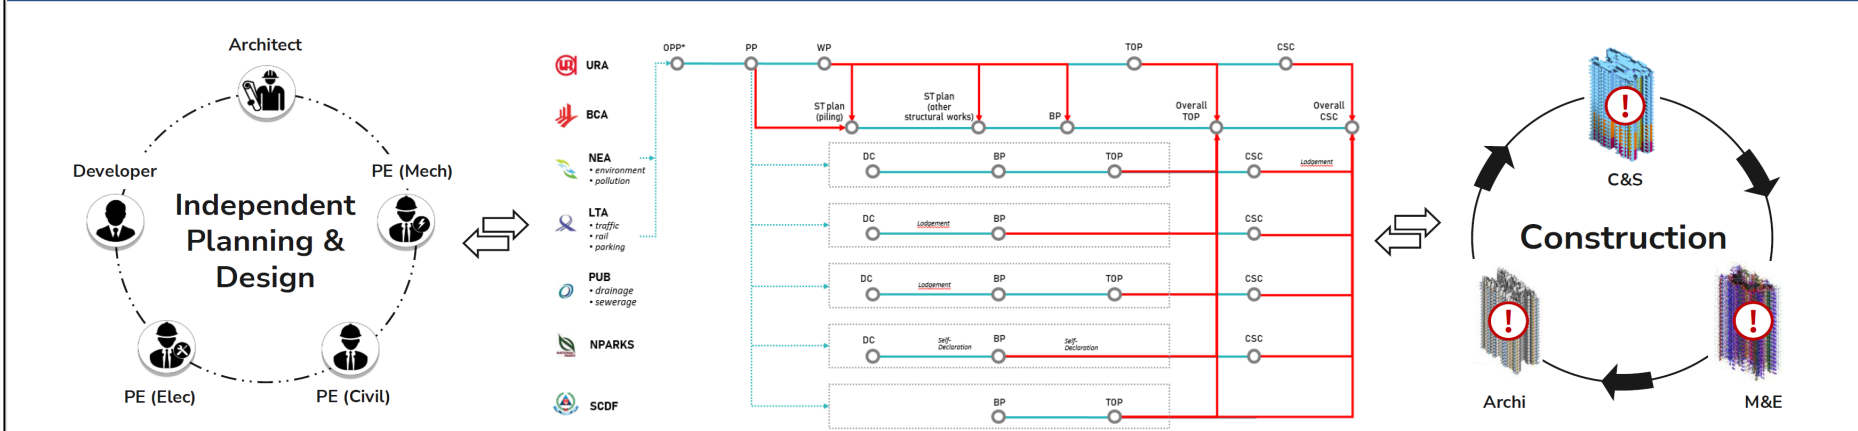 Architect
Developer
PE (Mech)
Independent
Planning &
Design
PE (Elec)
PE (Civil)
URA
BCA
NEA
• environment
• pollution
LTA
• traffic
• rail
• parking
PUB
• drainage
• sewerage
NPARKS
SCDF
OPP*
PP
WP
TOP
CSC
ST plan
(piling)
ST plan
(other
structural works)
BP
Overall
TOP
Overall
CSC
DC
BP
TOP
CSC
Lodgement
DC
Lodgement
BP
CSC
DC
Lodgement
BP
TOP
CSC
DC
Self-
Declaration
BP
Self-
Declaration
CSC
BP
TOP
C&S
Construction
Archi
M&E